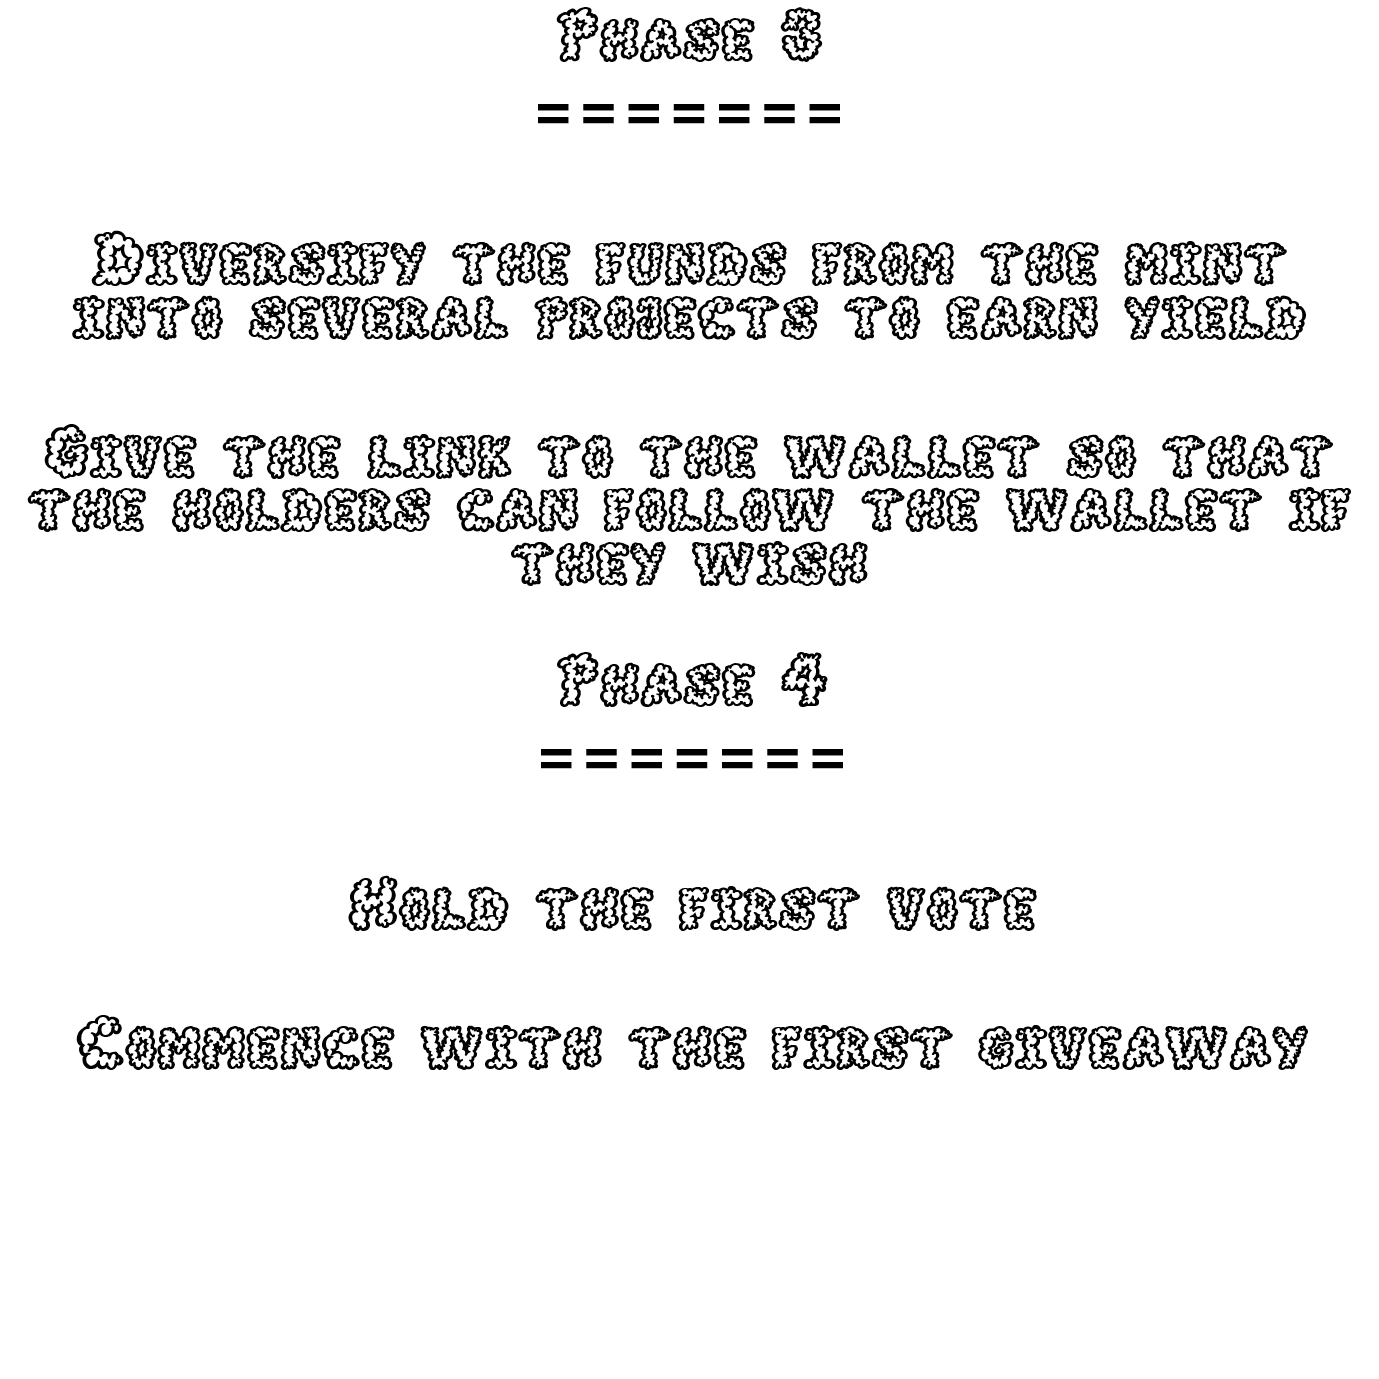 Phase 3
=======
Diversify the funds from the mint
into several projects to earn yield
Give the link to the wallet so that
the holders can follow the wallet if
they wish
Phase 4
=======
Hold the first vote
Commence with the first giveaway